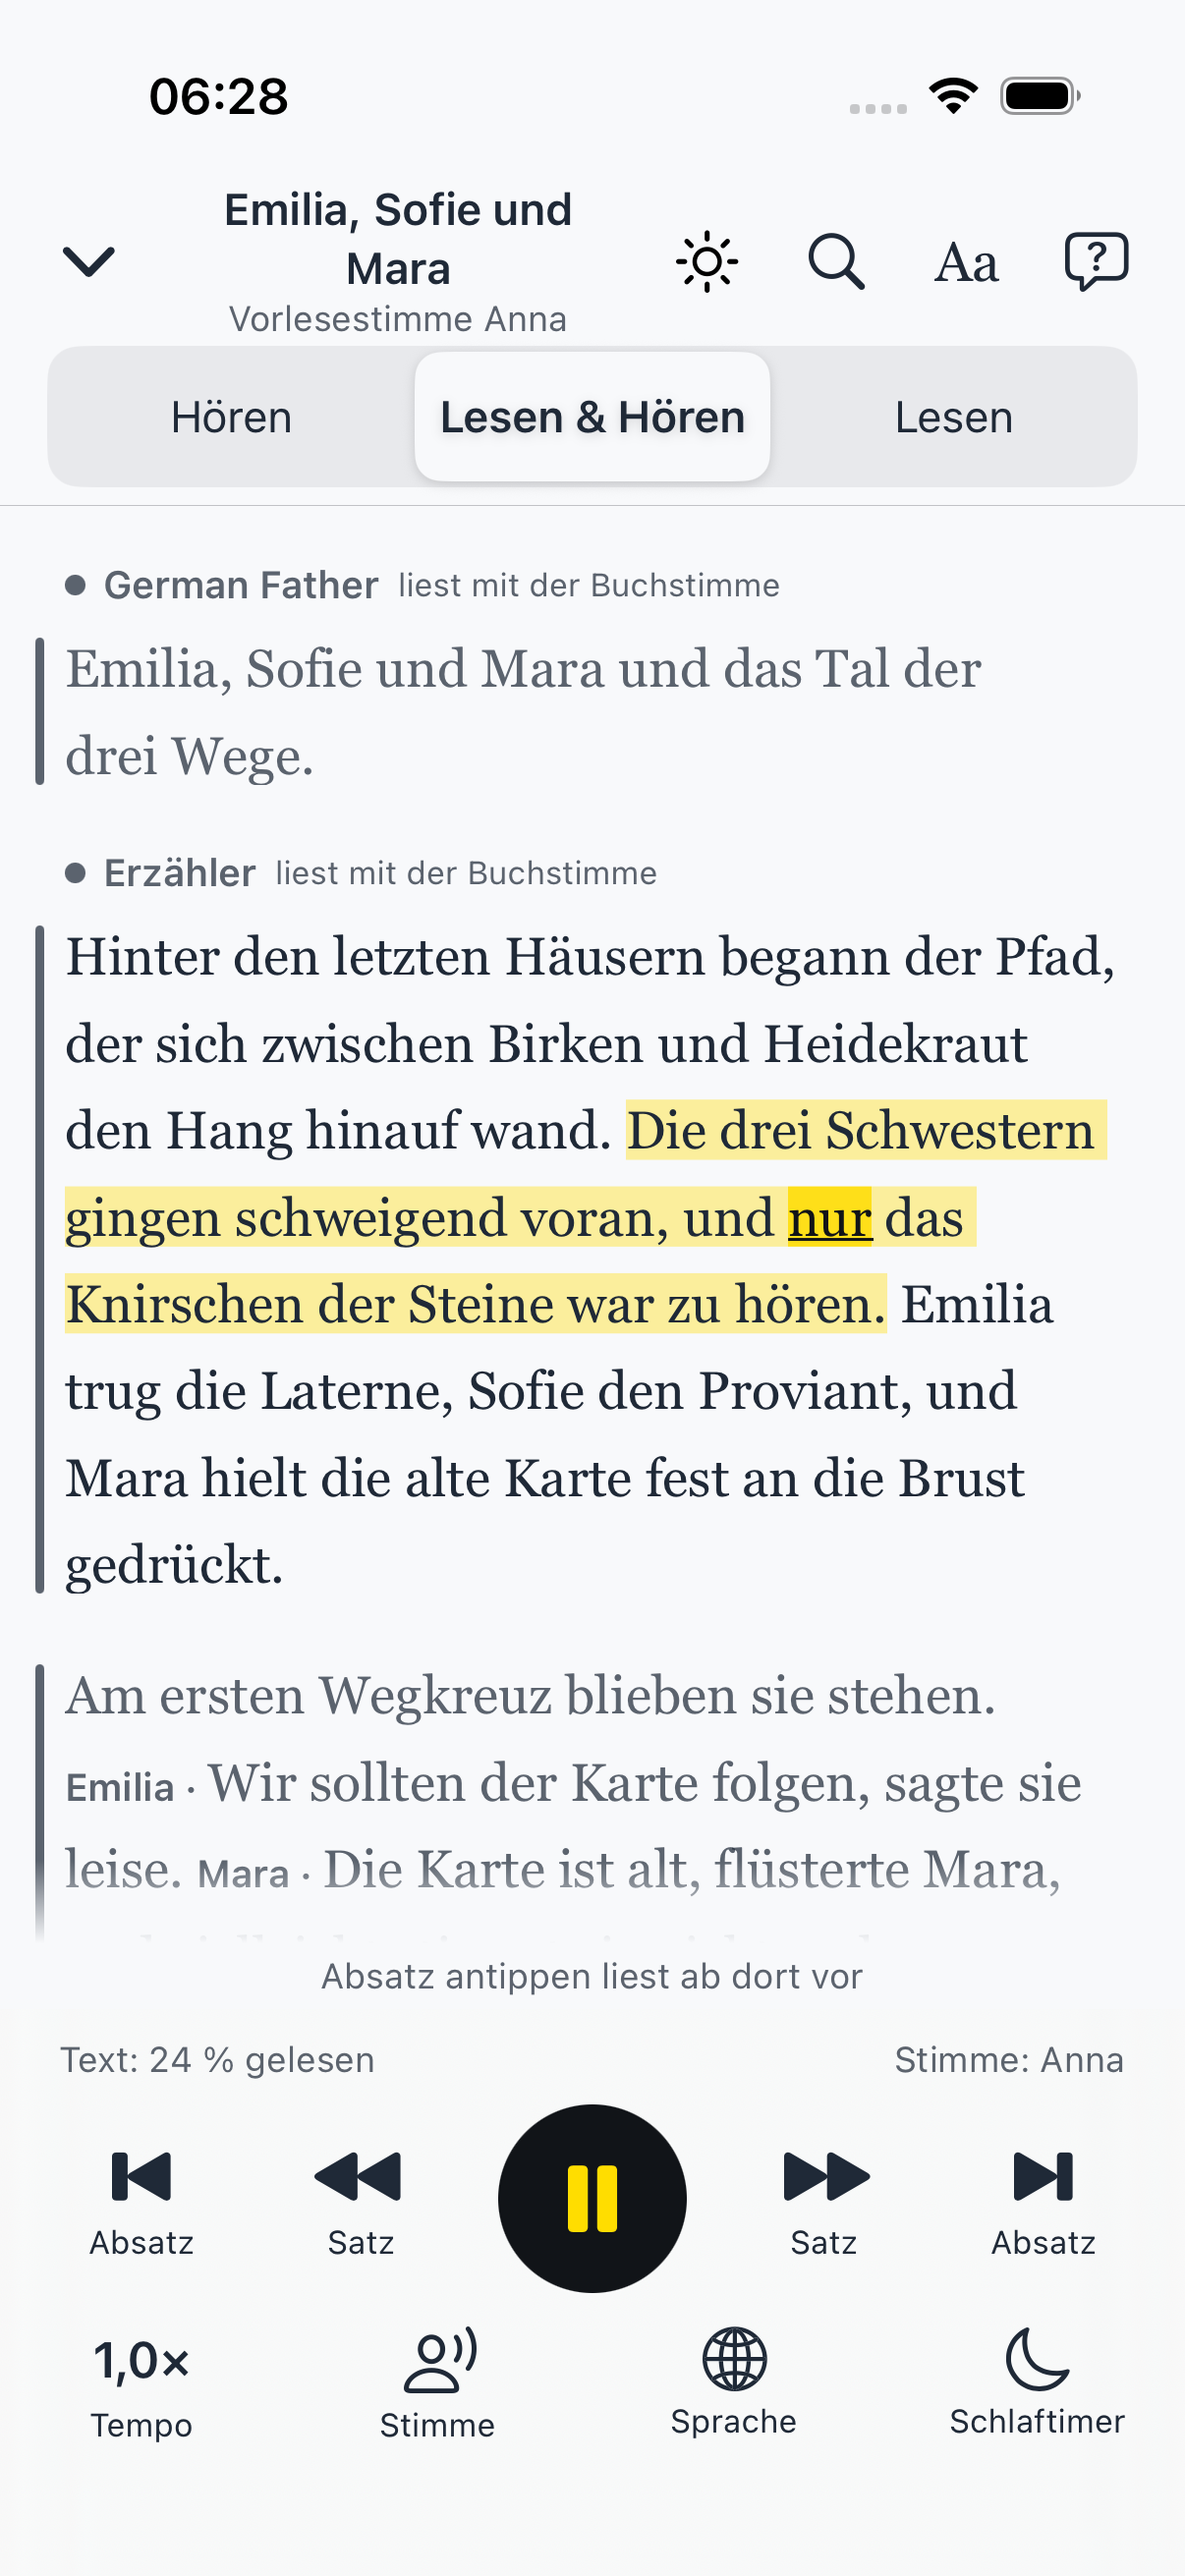 06:28
Emilia, Sofie und
Mara
Vorlesestimme Anna
Aa
?
Hören
Lesen & Hören
Lesen
German Father liest mit der Buchstimme
Emilia, Sofie und Mara und das Tal der
drei Wege.
Erzähler liest mit der Buchstimme
Hinter den letzten Häusern begann der Pfad,
der sich zwischen Birken und Heidekraut
den Hang hinauf wand. Die drei Schwestern
gingen schweigend voran, und nur das
Knirschen der Steine war zu hören. Emilia
trug die Laterne, Sofie den Proviant, und
Mara hielt die alte Karte fest an die Brust
gedrückt.
Am ersten Wegkreuz blieben sie stehen.
Emilia · Wir sollten der Karte folgen, sagte sie
leise. Mara · Die Karte ist alt, flüsterte Mara,
Absatz antippen liest ab dort vor
Text: 24 % gelesen
Stimme: Anna
Absatz
Satz
Satz
Absatz
1,0×
Tempo
Stimme
Sprache
Schlaftimer